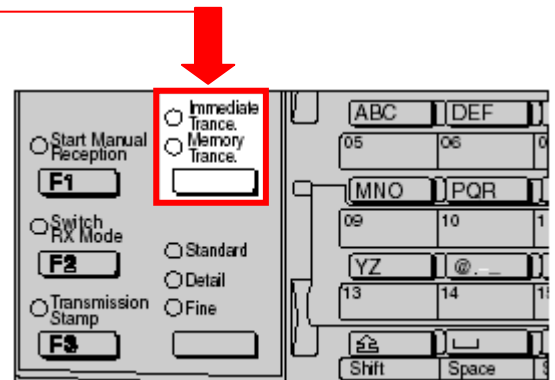 Immediate
Trance.
Memory
Trance.
Start Manual
Reception
F1
Switch
RX Mode
F2
Transmission
Stamp
F3
Standard
Detail
Fine
ABC DEF
05 06
MNO PQR
09 10
YZ @._
13 14
Shift Space